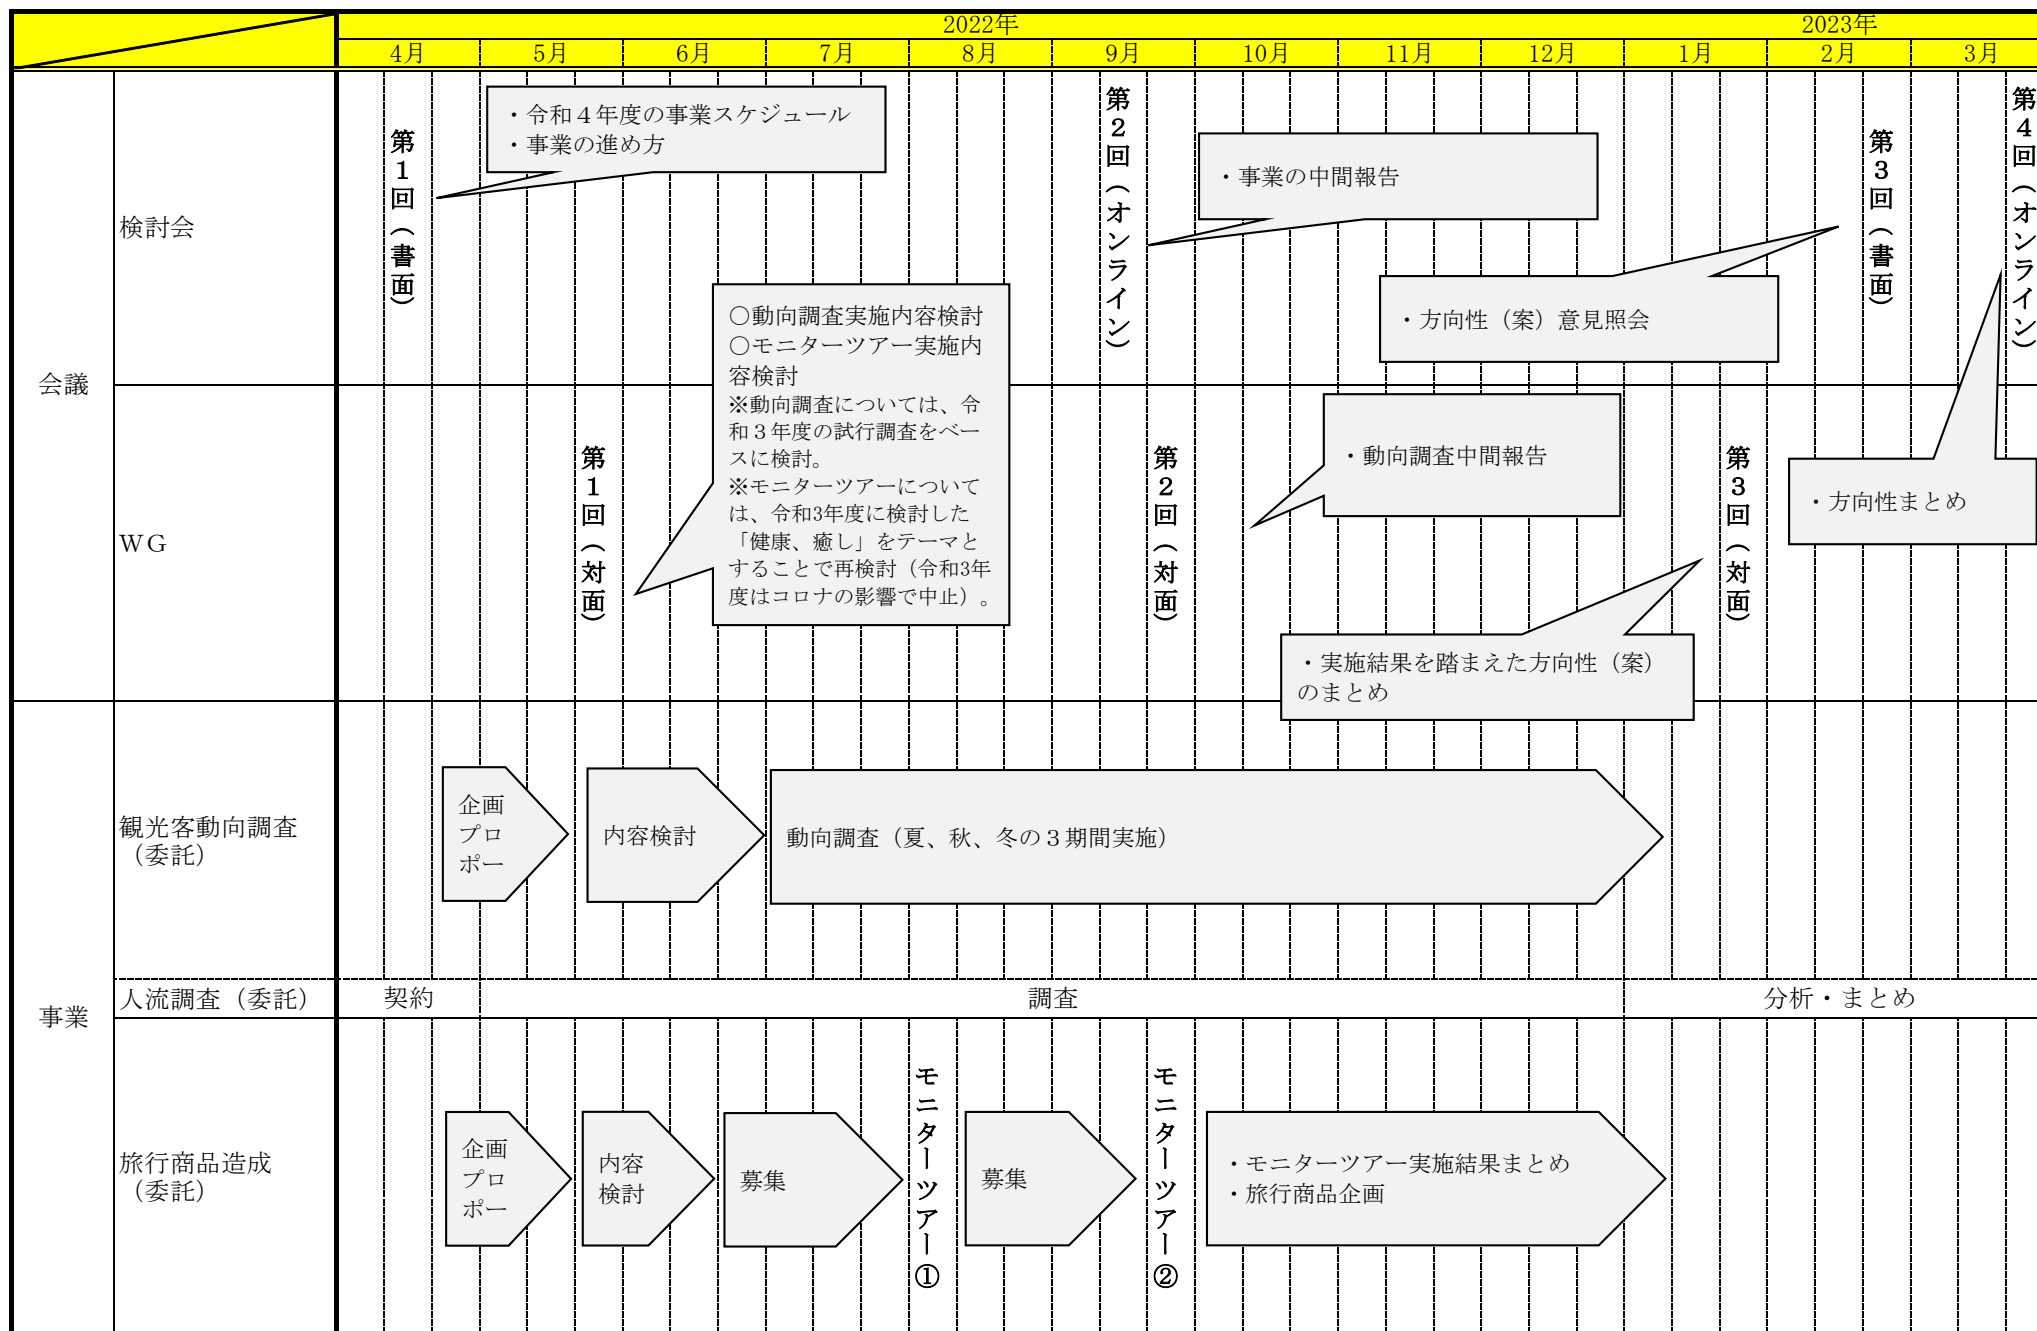 2022年
2023年
4月
5月
6月
7月
8月
9月
10月
11月
12月
1月
2月
3月
会議
検討会
第1回（書面）
・令和４年度の事業スケジュール
・事業の進め方
第2回（オンライン）
・事業の中間報告
・方向性（案）意見照会
第3回（書面）
第4回（オンライン）
WG
第1回（対面）
○動向調査実施内容検討
○モニターツアー実施内
容検討
※動向調査については、令
和３年度の試行調査をベー
スに検討。
※モニターツアーについて
は、令和3年度に検討した
「健康、癒し」をテーマと
することで再検討（令和3年
度はコロナの影響で中止）。
第2回（対面）
・動向調査中間報告
第3回（対面）
・実施結果を踏まえた方向性（案）
のまとめ
・方向性まとめ
事業
観光客動向調査
（委託）
企画
プロ
ポー
内容検討
動向調査（夏、秋、冬の３期間実施）
人流調査（委託）
契約
調査
分析・まとめ
旅行商品造成
（委託）
企画
プロ
ポー
内容
検討
募集
モニターツアー①
募集
モニターツアー②
・モニターツアー実施結果まとめ
・旅行商品企画